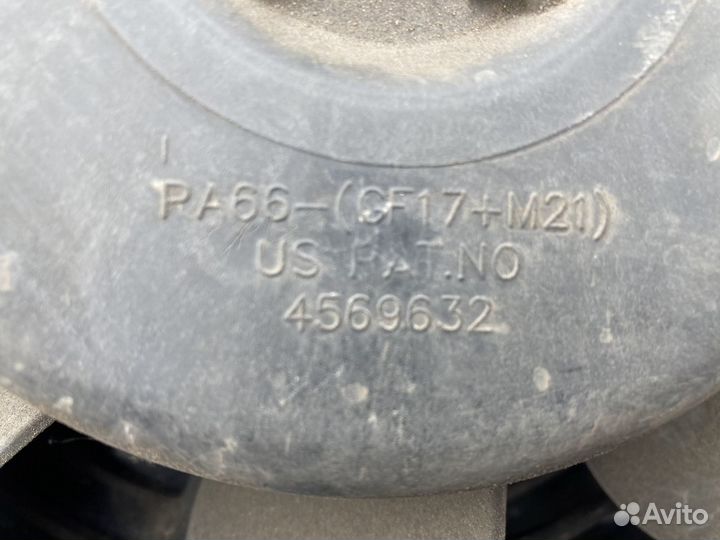 PA66-(GF17+M21)
US PAT.NO
4569632
Avito